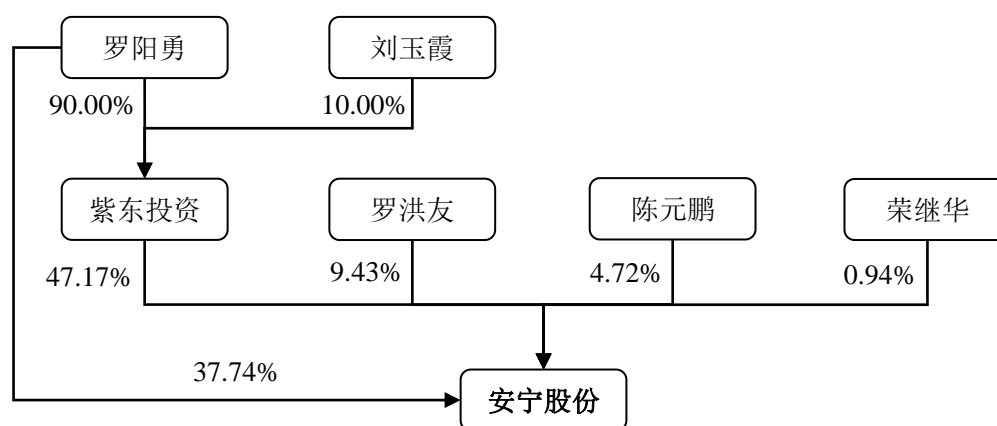 罗阳勇
刘玉霞
90.00%
10.00%
紫东投资
罗洪友
陈元鹏
荣继华
47.17%
9.43%
4.72%
0.94%
37.74%
安宁股份